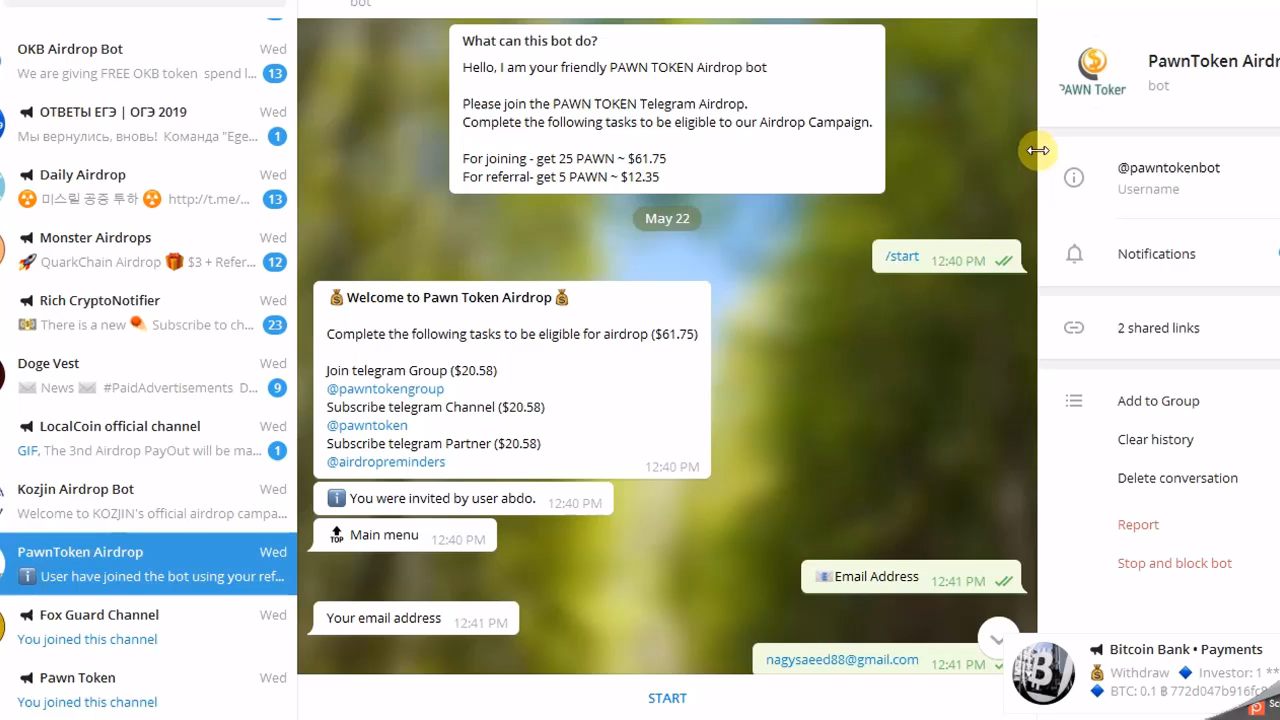 OKB Airdrop Bot
Wed
We are giving FREE OKB token spend l...
13
ОТВЕТЫ ЕГЭ | ОГЭ 2019
Wed
Мы вернулись, вновь! Команда "Ege...
1
Daily Airdrop
Wed
미스릴 공중 투하 http://t.me/...
13
Monster Airdrops
Wed
QuarkChain Airdrop $3 + Refer...
12
Rich CryptoNotifier
Wed
There is a new Subscribe to ch...
23
Doge Vest
Wed
News #PaidAdvertisements D...
9
LocalCoin official channel
Wed
GIF, The 3nd Airdrop PayOut will be ma...
1
Kozjin Airdrop Bot
Wed
Welcome to KOZJIN's official airdrop campa...
PawnToken Airdrop
Wed
User have joined the bot using your ref...
Fox Guard Channel
Wed
You joined this channel
Pawn Token
Wed
You joined this channel
bot
What can this bot do?
Hello, I am your friendly PAWN TOKEN Airdrop bot
Please join the PAWN TOKEN Telegram Airdrop.
Complete the following tasks to be eligible to our Airdrop Campaign.
For joining - get 25 PAWN ~ $61.75
For referral- get 5 PAWN ~ $12.35
May 22
/start 12:40 PM
Welcome to Pawn Token Airdrop
Complete the following tasks to be eligible for airdrop ($61.75)
Join telegram Group ($20.58)
@pawntokengroup
Subscribe telegram Channel ($20.58)
@pawntoken
Subscribe telegram Partner ($20.58)
@airdropreminders
12:40 PM
You were invited by user abdo. 12:40 PM
TOP Main menu 12:40 PM
Email Address 12:41 PM
Your email address 12:41 PM
nagysaeed88@gmail.com 12:41 PM
START
PAWN Toker
PawnToken Airdr
bot
@pawntokenbot
Username
Notifications
2 shared links
Add to Group
Clear history
Delete conversation
Report
Stop and block bot
Bitcoin Bank • Payments
Withdraw Investor: 1 **
BTC: 0.1 ฿ 772d047b916fc8
Sc